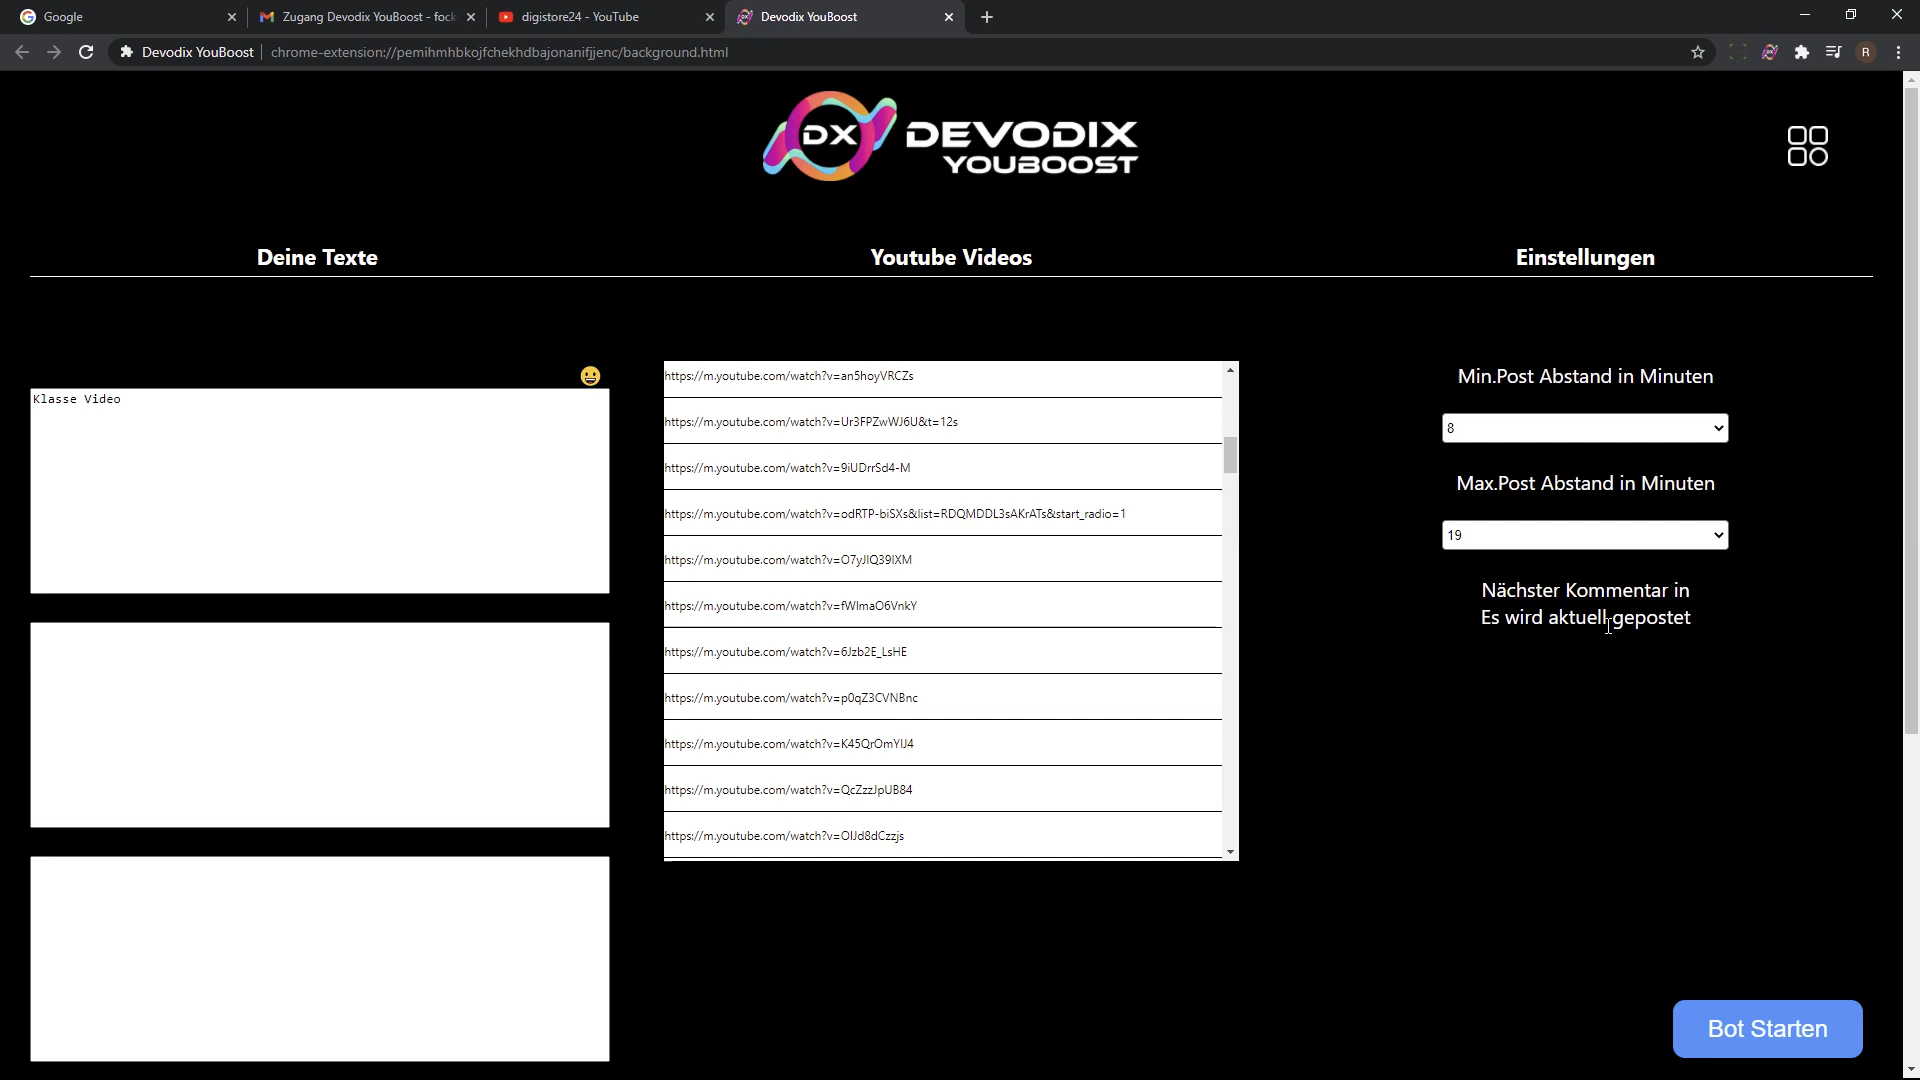 Google
Zugang Devodix YouBoost - fock
digistore24 - YouTube
Devodix YouBoost
Devodix YouBoost
chrome-extension://pemihmhbkojfchekhdbajonanifjjenc/background.html
R
DX
DEVODIX
YOUBOOST
Deine Texte
Youtube Videos
Einstellungen
Klasse Video
https://m.youtube.com/watch?v=an5hoyVRCZs
https://m.youtube.com/watch?v=Ur3FPZwWJ6U&t=12s
https://m.youtube.com/watch?v=9iUDrrSd4-M
https://m.youtube.com/watch?v=odRTP-biSXs&list=RDQMDDL3sAKrATs&start_radio=1
https://m.youtube.com/watch?v=O7yJIQ39IXM
https://m.youtube.com/watch?v=fWImaO6VnkY
https://m.youtube.com/watch?v=6Jzb2E_LsHE
https://m.youtube.com/watch?v=p0qZ3CVNBnc
https://m.youtube.com/watch?v=K45QrOmYlJ4
https://m.youtube.com/watch?v=QcZzzJpUB84
https://m.youtube.com/watch?v=OlJd8dCzzjs
Min.Post Abstand in Minuten
8
Max.Post Abstand in Minuten
19
Nächster Kommentar in
Es wird aktuell gepostet
Bot Starten